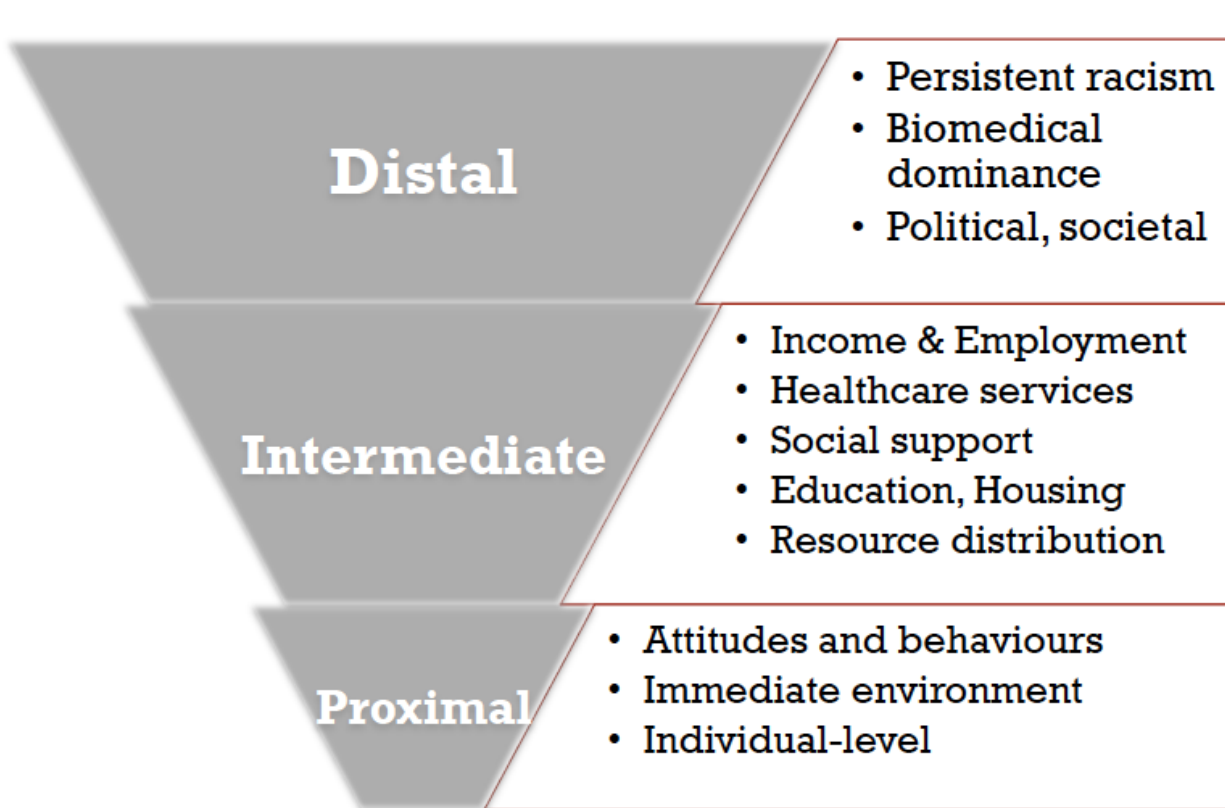 Distal
• Persistent racism
• Biomedical
dominance
• Political, societal
Intermediate
• Income & Employment
• Healthcare services
• Social support
• Education, Housing
• Resource distribution
Proximal
• Attitudes and behaviours
• Immediate environment
• Individual-level